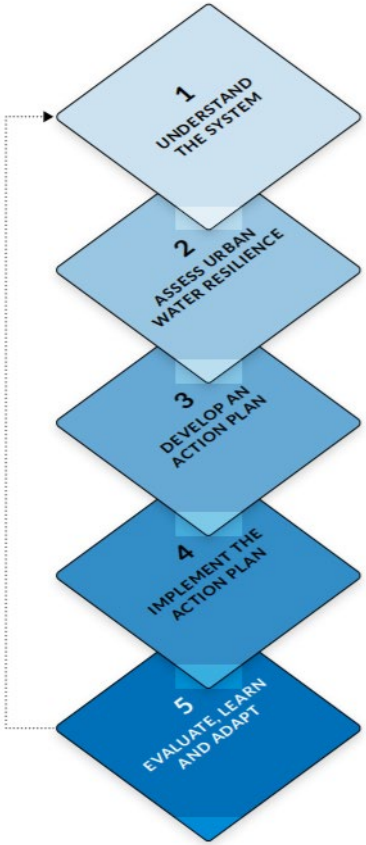 1
UNDERSTAND
THE SYSTEM
2
ASSESS URBAN
WATER RESILIENCE
3
DEVELOP AN
ACTION PLAN
4
IMPLEMENT THE
ACTION PLAN
5
EVALUATE, LEARN
AND ADAPT